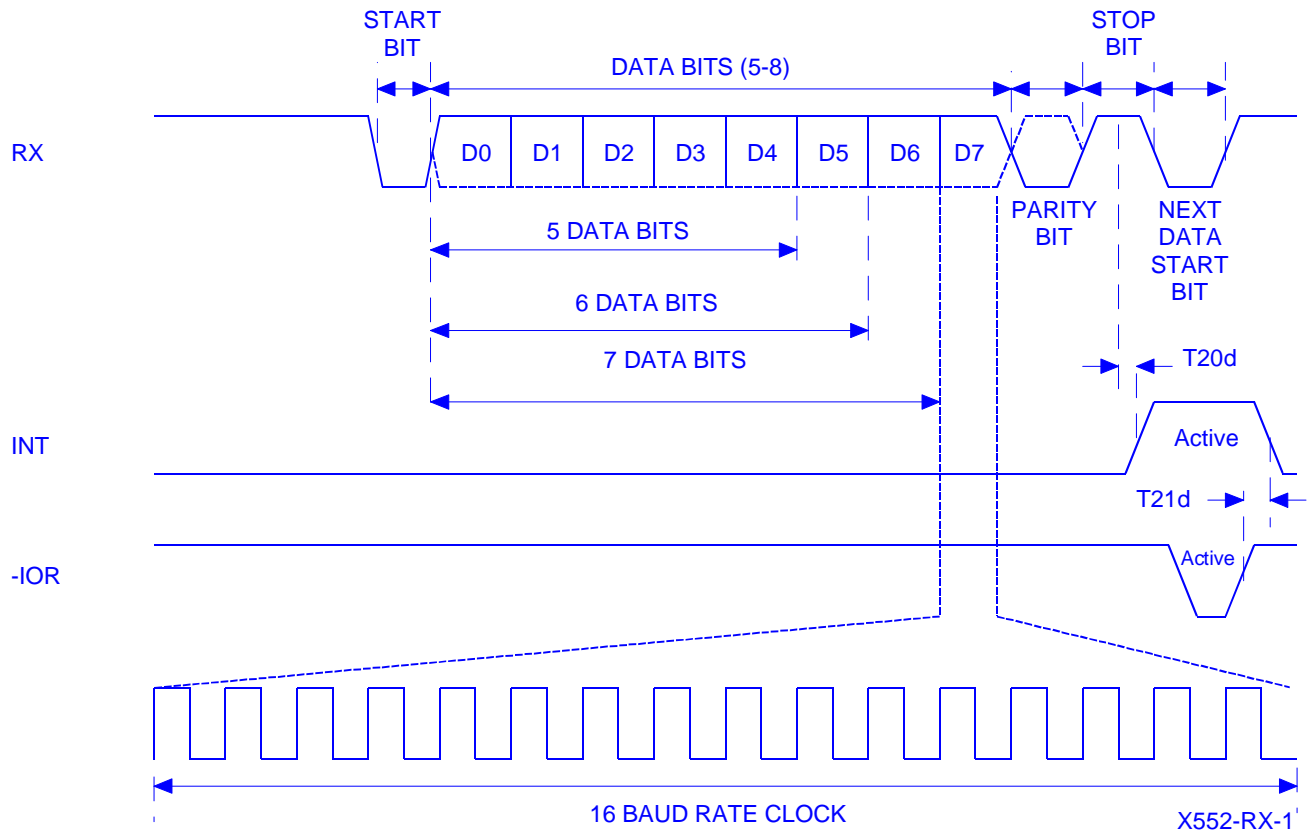 START
BIT
STOP
BIT
DATA BITS (5-8)
RX
D0 D1 D2 D3 D4 D5 D6 D7
PARITY
BIT
NEXT
DATA
START
BIT
5 DATA BITS
6 DATA BITS
7 DATA BITS
T20d
INT
Active
T21d
-IOR
Active
16 BAUD RATE CLOCK
X552-RX-1